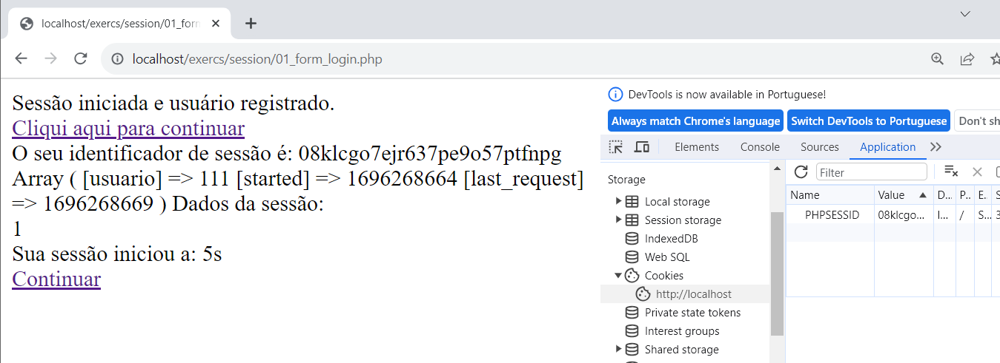 localhost/exercs/session/01_form
localhost/exercs/session/01_form_login.php
Sessão iniciada e usuário registrado.
Cliqui aqui para continuar
O seu identificador de sessão é: 08klcgo7ejr637pe9o57ptfnpg
Array ( [usuario] => 111 [started] => 1696268664 [last_request]
=> 1696268669 ) Dados da sessão:
1
Sua sessão iniciou a: 5s
Continuar
DevTools is now available in Portuguese!
Always match Chrome's language Switch DevTools to Portuguese Don't sh
Elements Console Sources Application
Storage
Local storage
Session storage
IndexedDB
Web SQL
Cookies
http://localhost
Private state tokens
Interest groups
Shared storage
Filter
Name Value D... P.. E. S
PHPSESSID 08klcgo... l... / S... 3